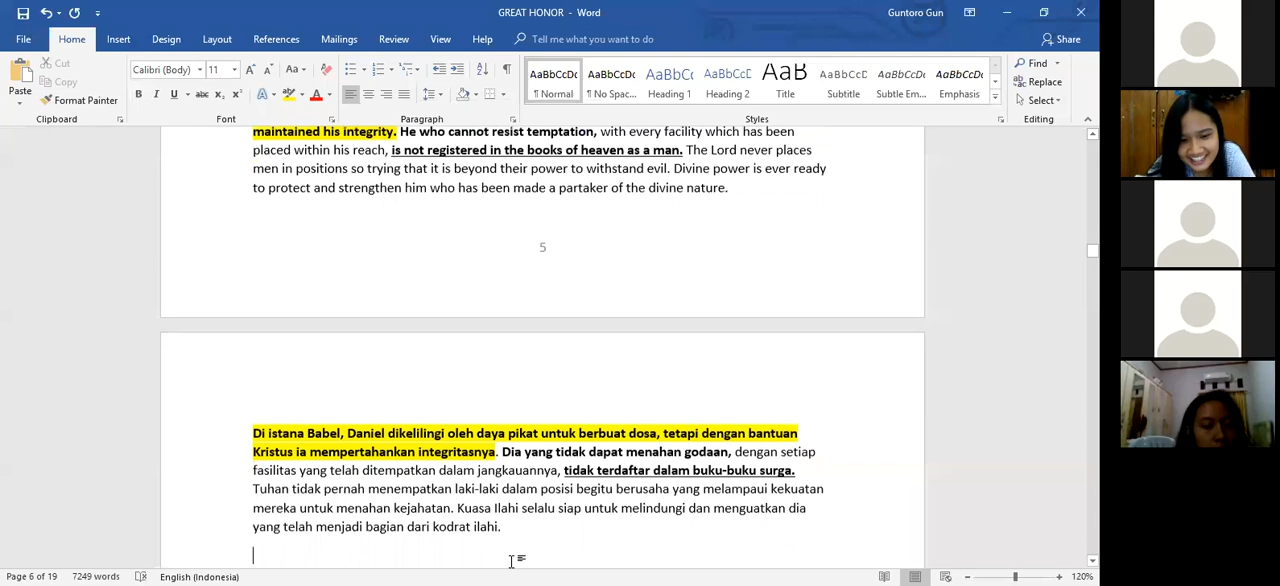 GREAT HONOR - Word
Guntoro Gun
File Home Insert Design Layout References Mailings Review View Help Tell me what you want to do Share
Paste
Cut
Copy
Format Painter
Calibri (Body) 11
AaBbCcDc AaBbCcDc AaBbCc AaBbCcD AaB AaBbCcD AaBbCcDc AaBbCcDc
¶ Normal ¶ No Spac... Heading 1 Heading 2 Title Subtitle Subtle Em... Emphasis
Find
Replace
Select
Clipboard Font Paragraph Styles Editing
maintained his integrity. He who cannot resist temptation, with every facility which has been
placed within his reach, is not registered in the books of heaven as a man. The Lord never places
men in positions so trying that it is beyond their power to withstand evil. Divine power is ever ready
to protect and strengthen him who has been made a partaker of the divine nature.
5
Di istana Babel, Daniel dikelilingi oleh daya pikat untuk berbuat dosa, tetapi dengan bantuan
Kristus ia mempertahankan integritasnya. Dia yang tidak dapat menahan godaan, dengan setiap
fasilitas yang telah ditempatkan dalam jangkauannya, tidak terdaftar dalam buku-buku surga.
Tuhan tidak pernah menempatkan laki-laki dalam posisi begitu berusaha yang melampaui kekuatan
mereka untuk menahan kejahatan. Kuasa Ilahi selalu siap untuk melindungi dan menguatkan dia
yang telah menjadi bagian dari kodrat ilahi.
Page 6 of 19 7249 words English (Indonesia) 120%